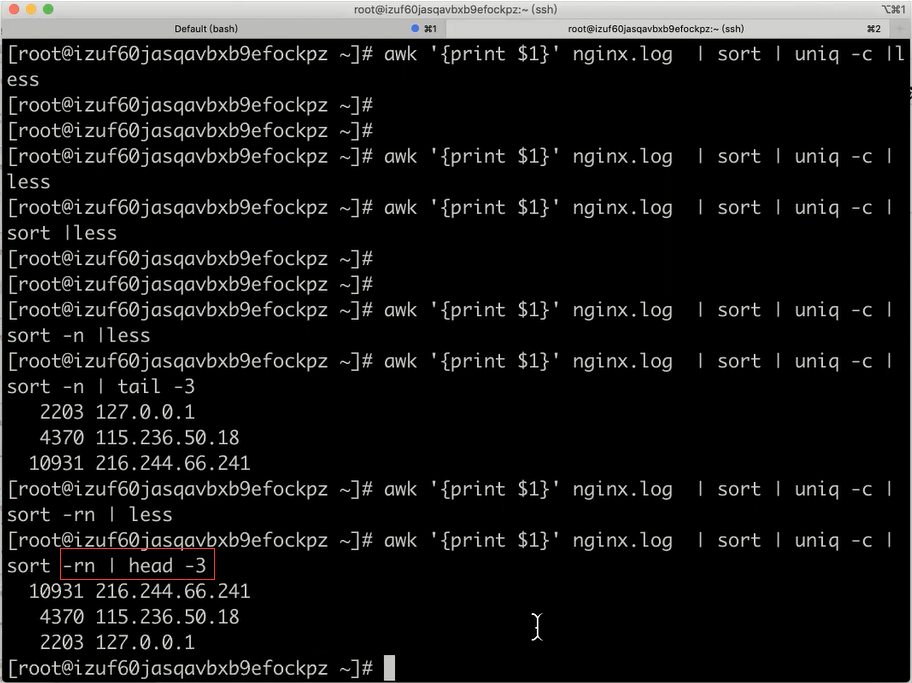 root@izuf60jasqavbxb9efockpz:~ (ssh)
⌥⌘1
Default (bash)
⌘1
root@izuf60jasqavbxb9efockpz:~ (ssh)
⌘2
[root@izuf60jasqavbxb9efockpz ~]# awk '{print $1}' nginx.log  | sort | uniq -c |l
ess
[root@izuf60jasqavbxb9efockpz ~]#
[root@izuf60jasqavbxb9efockpz ~]#
[root@izuf60jasqavbxb9efockpz ~]# awk '{print $1}' nginx.log  | sort | uniq -c |
less
[root@izuf60jasqavbxb9efockpz ~]# awk '{print $1}' nginx.log  | sort | uniq -c |
sort |less
[root@izuf60jasqavbxb9efockpz ~]#
[root@izuf60jasqavbxb9efockpz ~]#
[root@izuf60jasqavbxb9efockpz ~]# awk '{print $1}' nginx.log  | sort | uniq -c |
sort -n |less
[root@izuf60jasqavbxb9efockpz ~]# awk '{print $1}' nginx.log  | sort | uniq -c |
sort -n | tail -3
2203 127.0.0.1
4370 115.236.50.18
10931 216.244.66.241
[root@izuf60jasqavbxb9efockpz ~]# awk '{print $1}' nginx.log  | sort | uniq -c |
sort -rn | less
[root@izuf60jasqavbxb9efockpz ~]# awk '{print $1}' nginx.log  | sort | uniq -c |
sort -rn | head -3
10931 216.244.66.241
4370 115.236.50.18
2203 127.0.0.1
[root@izuf60jasqavbxb9efockpz ~]#